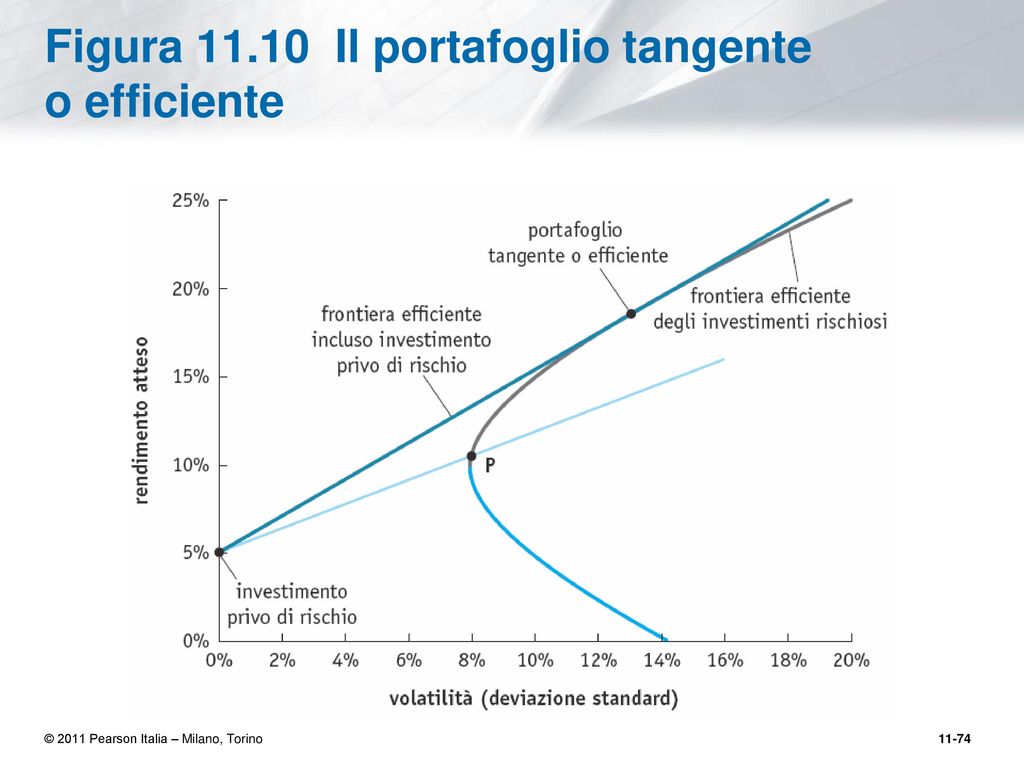 Figura 11.10 Il portafoglio tangente
o efficiente
25%
20%
15%
10%
5%
0%
rendimento atteso
portafoglio
tangente o efficiente
frontiera efficiente
incluso investimento
privo di rischio
frontiera efficiente
degli investimenti rischiosi
P
investimento
privo di rischio
0% 2% 4% 6% 8% 10% 12% 14% 16% 18% 20%
volatilità (deviazione standard)
© 2011 Pearson Italia – Milano, Torino
11-74